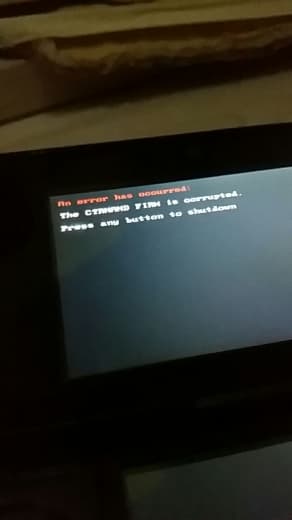 An error has occurred:
The CTRNAND FIRM is corrupted.
Press any button to shutdown